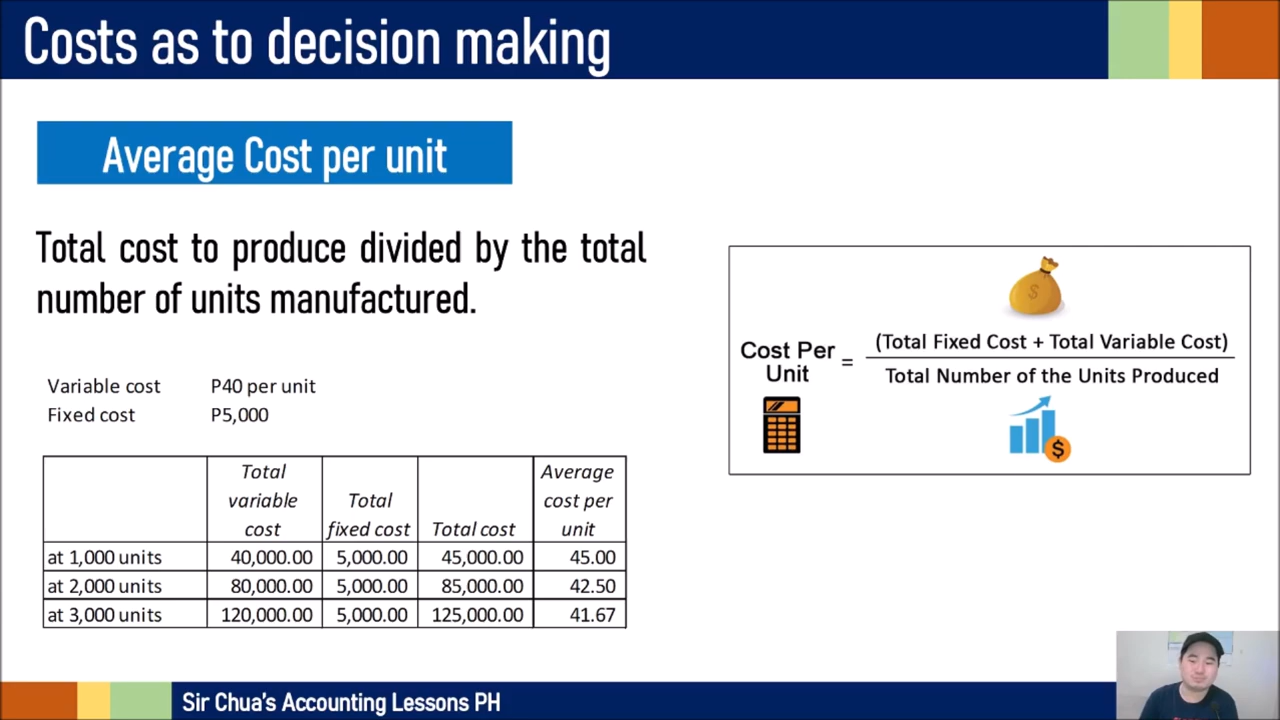 Costs as to decision making
Average Cost per unit
Total cost to produce divided by the total
number of units manufactured.
Variable cost P40 per unit
Fixed cost P5,000
Total variable cost Total fixed cost Total cost Average cost per unit
at 1,000 units 40,000.00 5,000.00 45,000.00 45.00
at 2,000 units 80,000.00 5,000.00 85,000.00 42.50
at 3,000 units 120,000.00 5,000.00 125,000.00 41.67
$
Cost Per
Unit
=
(Total Fixed Cost + Total Variable Cost)
Total Number of the Units Produced
$
Sir Chua's Accounting Lessons PH